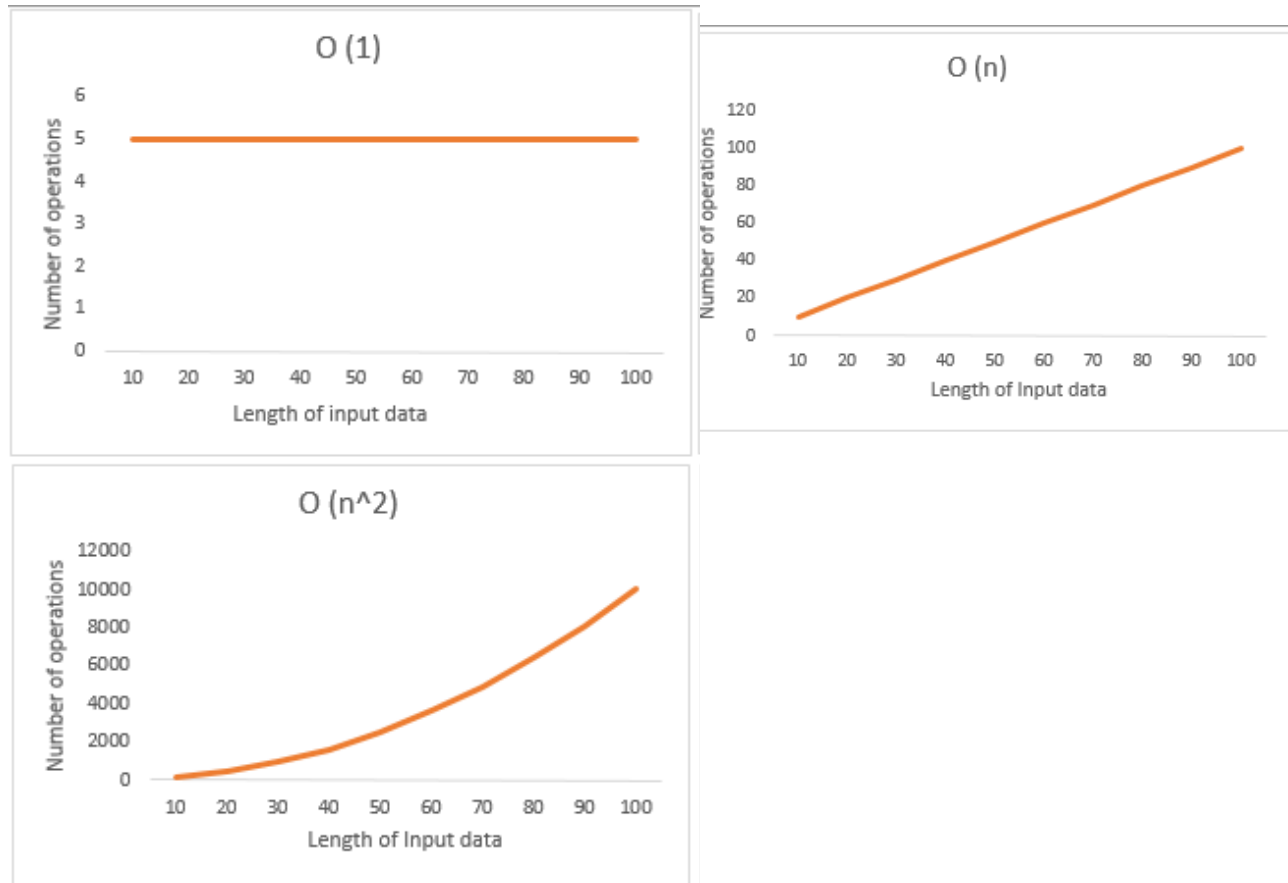 O (1)
Number of operations
6
5
4
3
2
1
0
10 20 30 40 50 60 70 80 90 100
Length of input data
O (n)
Number of operations
120
100
80
60
40
20
0
10 20 30 40 50 60 70 80 90 100
Length of Input data
O (n^2)
Number of operations
12000
10000
8000
6000
4000
2000
0
10 20 30 40 50 60 70 80 90 100
Length of Input data